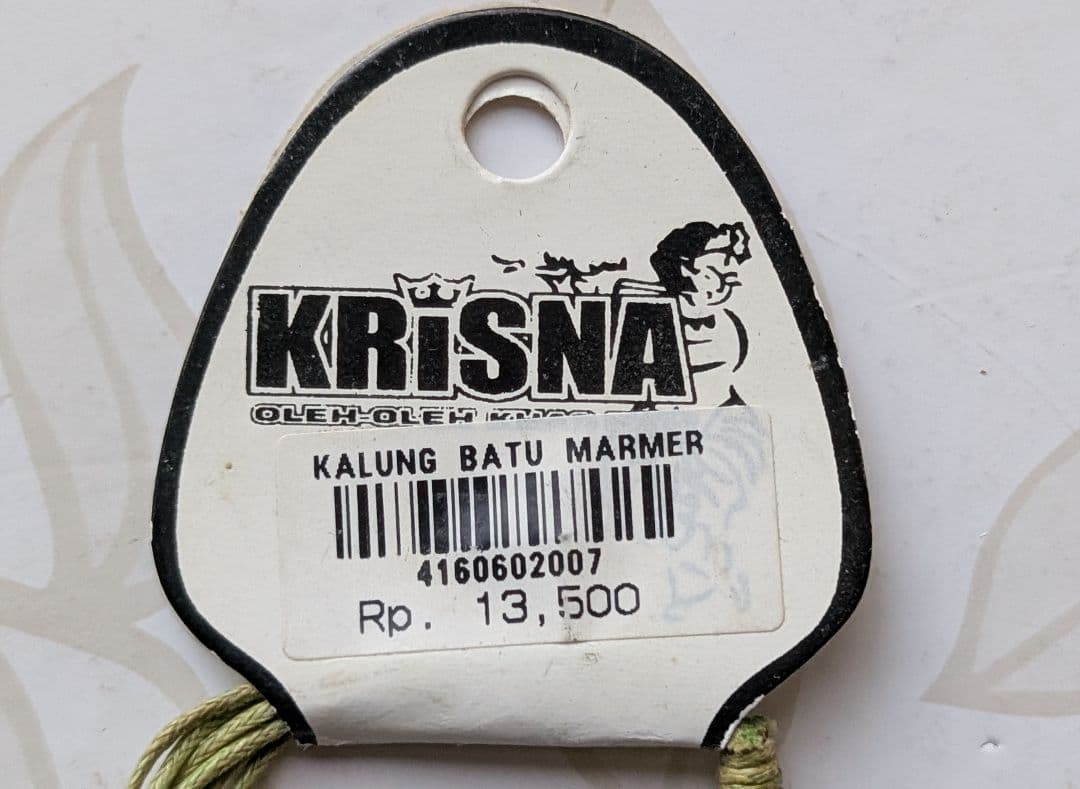 KRiSNA
OLEH-OLEH
KALUNG BATU MARMER
4160602007
Rp. 13,500